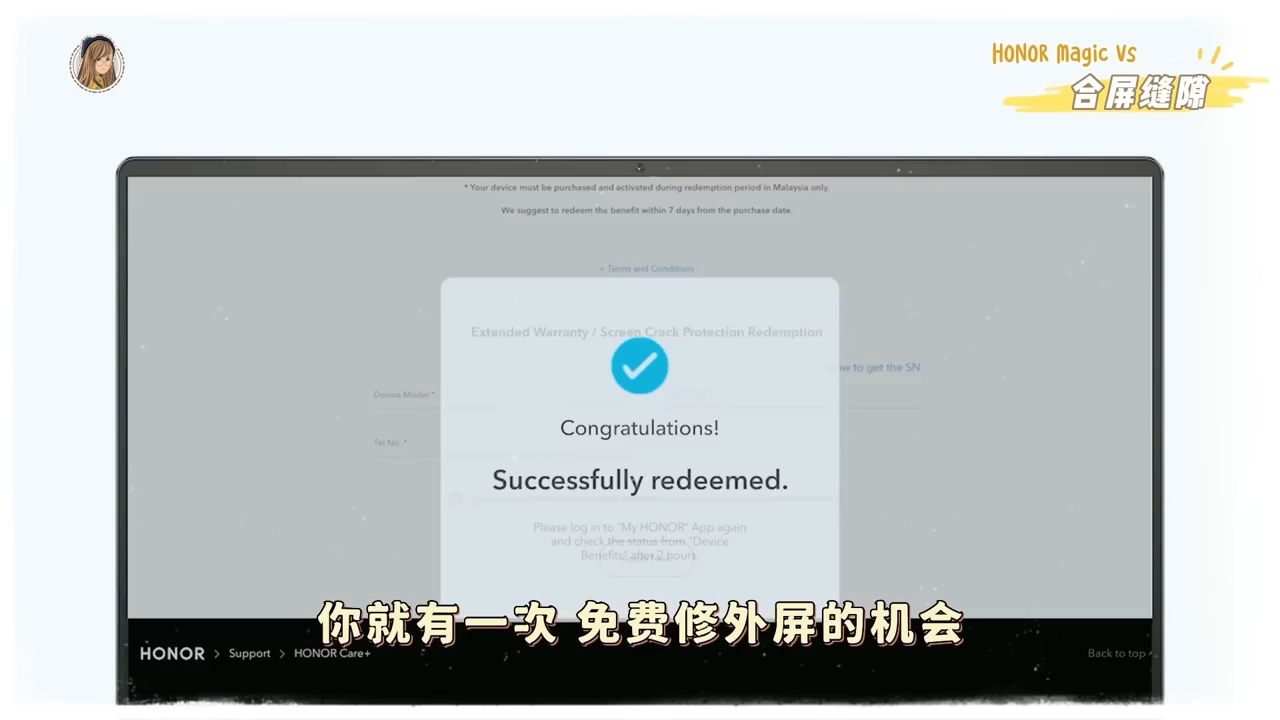 HONOR Magic Vs
合屏缝隙
* Your device must be purchased and activated during redemption period in Malaysia only.
We suggest to redeem the benefit within 7 days from the purchase date.
+ Terms and Conditions
Extended Warranty / Screen Crack Protection Redemption
how to get the SN
Device Model *
Tel No. *
Congratulations!
Successfully redeemed.
Please log in to "My HONOR" App again
and check the status from "Device
Benefits" after 2 hours.
你就有一次 免费修外屏的机会
HONOR > Support > HONOR Care+
Back to top ^